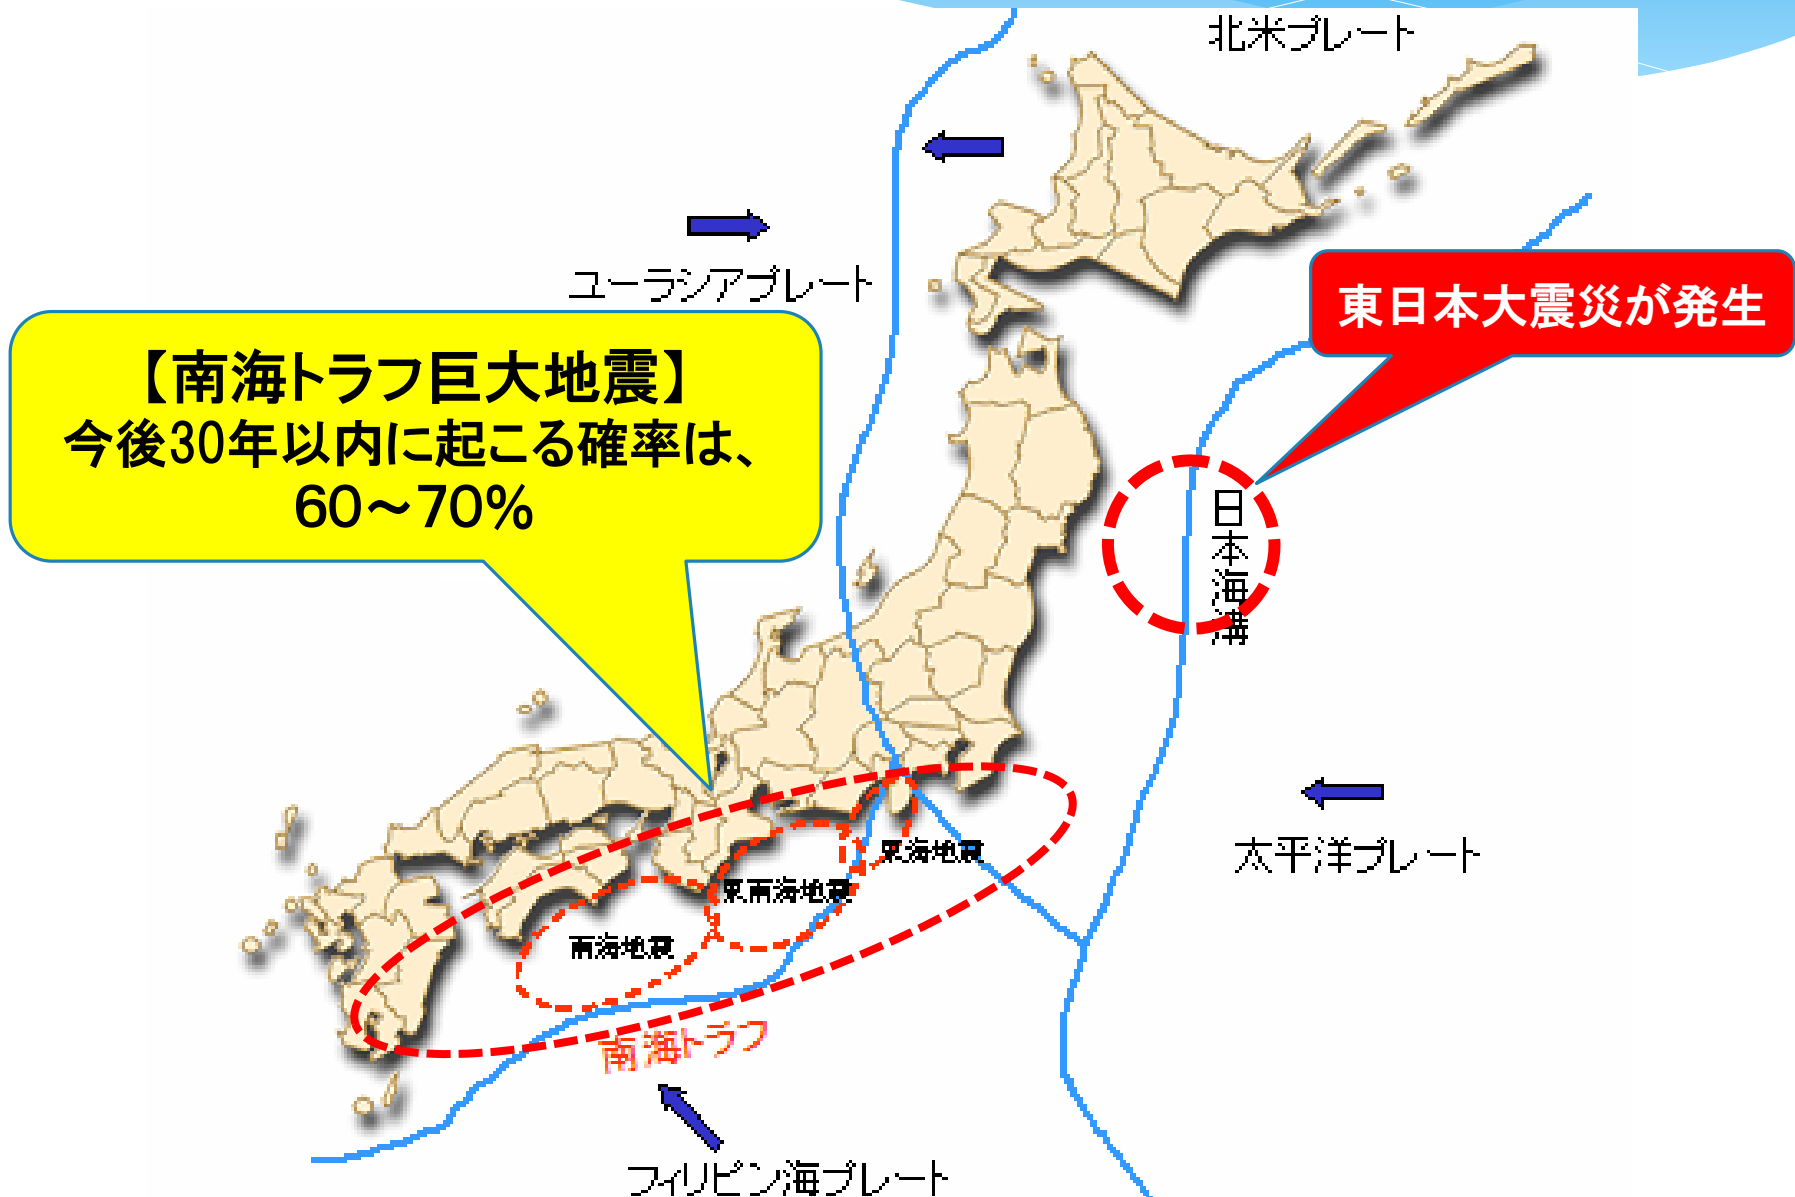 北米プレート
ユーラシアプレート
東日本大震災が発生
【南海トラフ巨大地震】
今後30年以内に起こる確率は、
60～70%
日本海溝
東海地震
東南海地震
南海地震
太平洋プレート
南海トラフ
フィリピン海プレート